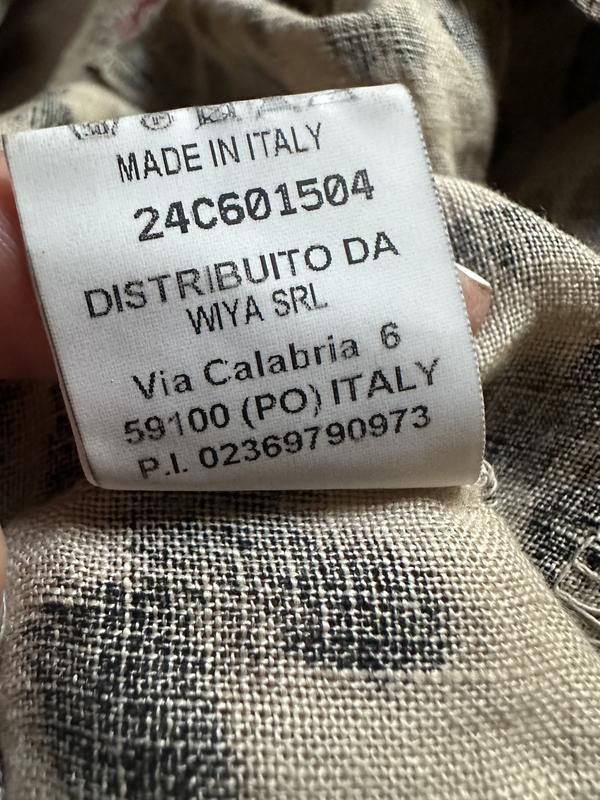 MADE IN ITALY
24C601504
DISTRIBUITO DA
WIYA SRL
Via Calabria 6
59100 (PO) ITALY
P.I. 02369790973